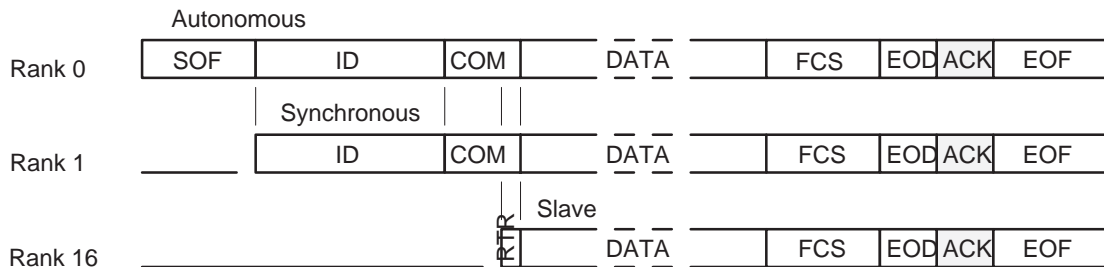 Autonomous
Rank 0 SOF ID COM DATA FCS EOD ACK EOF
Synchronous
Rank 1 ID COM DATA FCS EOD ACK EOF
Slave
Rank 16 RTR DATA FCS EOD ACK EOF